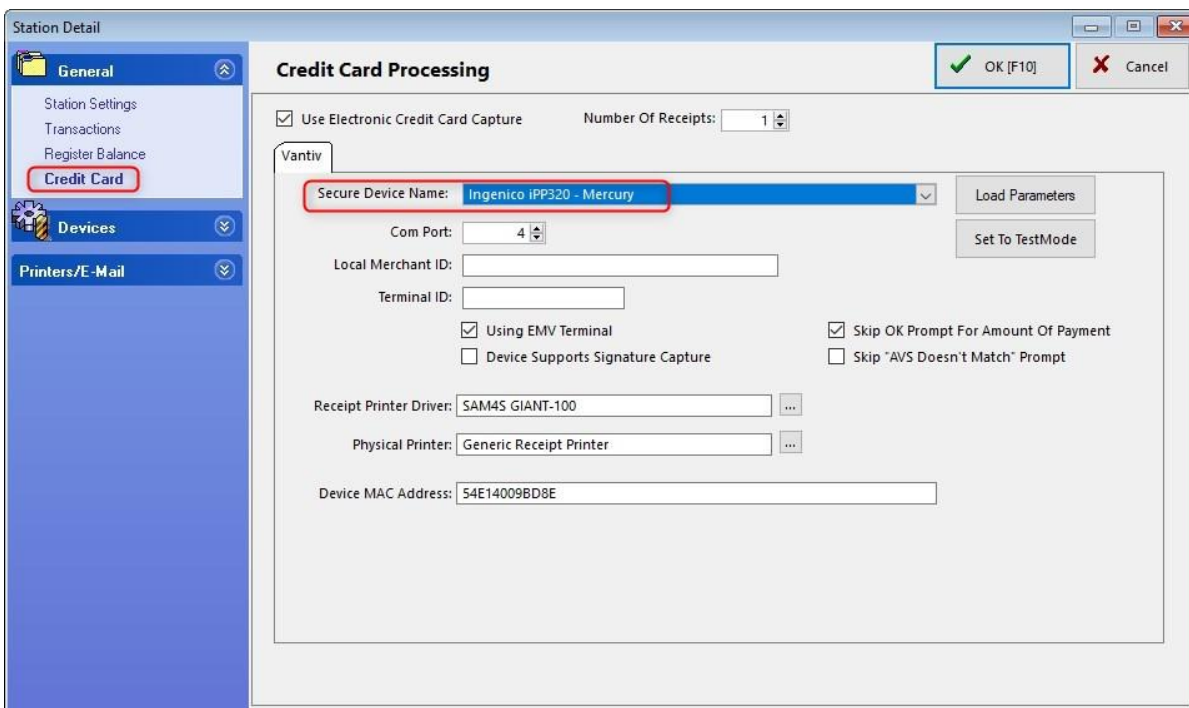 Station Detail
General
Station Settings
Transactions
Register Balance
Credit Card
Devices
Printers/E-Mail
Credit Card Processing
OK [F10]
Cancel
Use Electronic Credit Card Capture
Number Of Receipts: 1
Vantiv
Secure Device Name: Ingenico iPP320 - Mercury
Load Parameters
Com Port: 4
Set To TestMode
Local Merchant ID:
Terminal ID:
Using EMV Terminal
Skip OK Prompt For Amount Of Payment
Device Supports Signature Capture
Skip "AVS Doesn't Match" Prompt
Receipt Printer Driver: SAM4S GIANT-100 ...
Physical Printer: Generic Receipt Printer ...
Device MAC Address: 54E14009BD8E